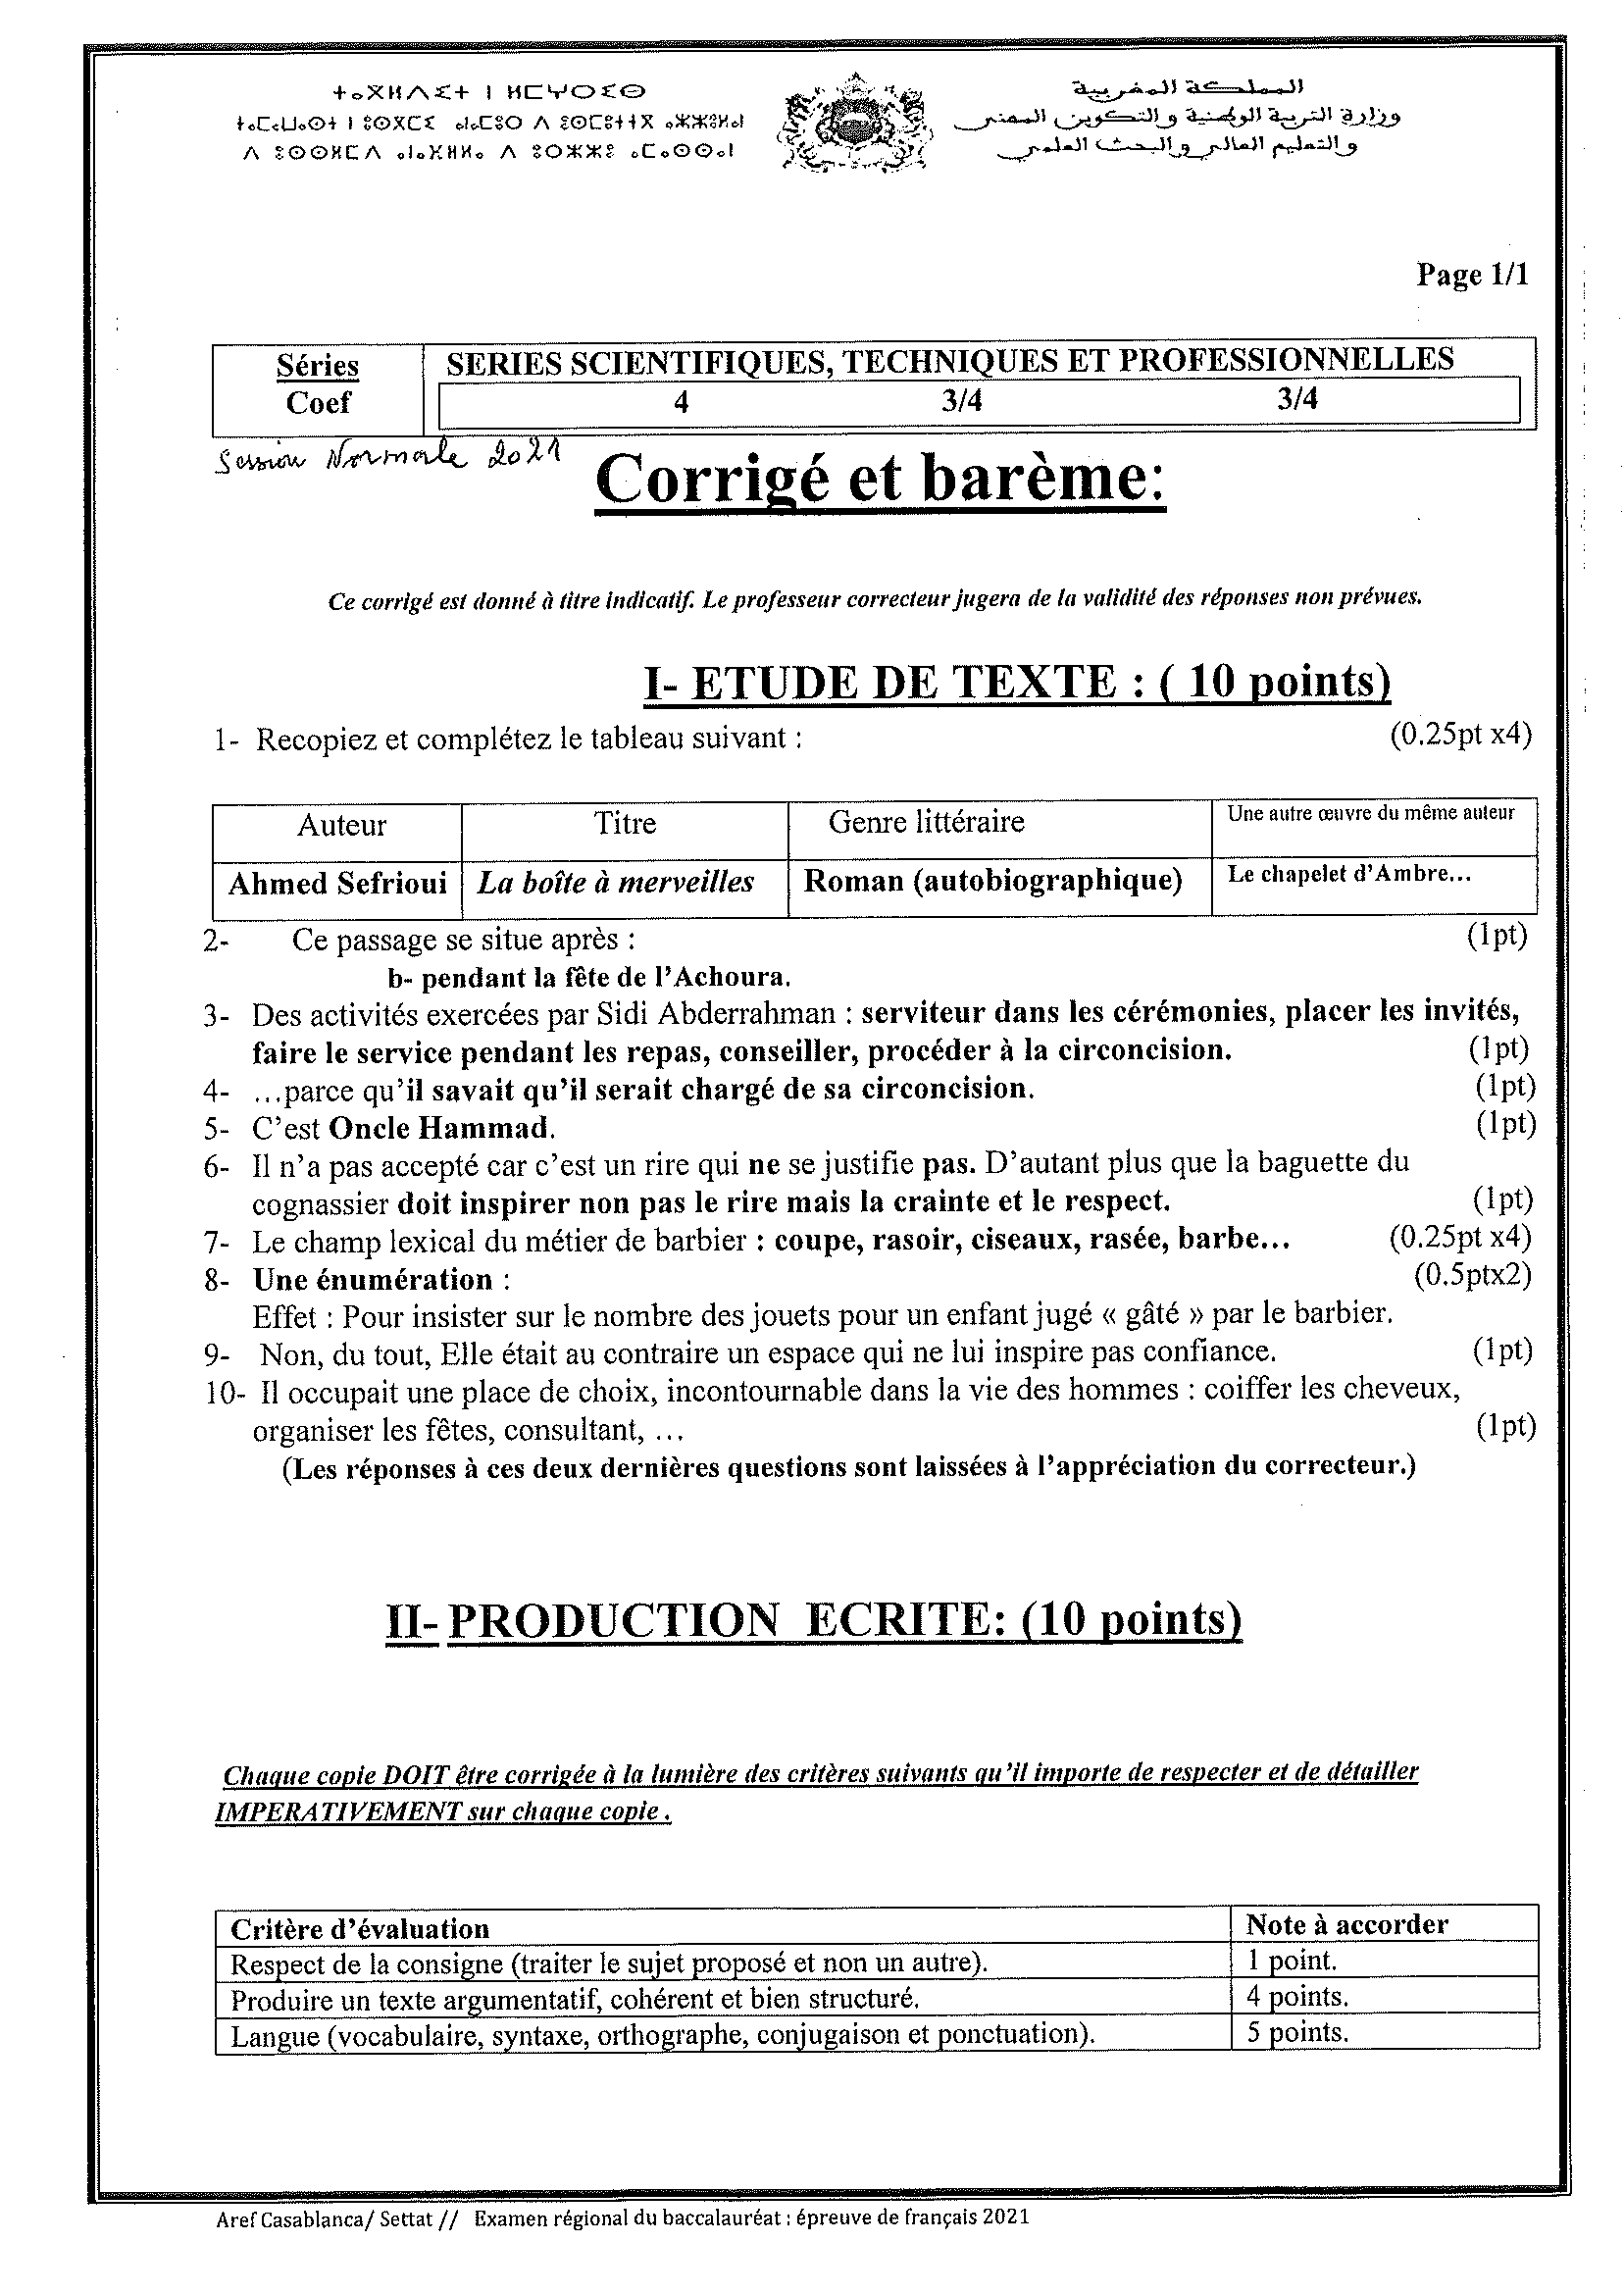 ⵜⴰⴳⵍⴷⵉⵜ ⵏ ⵍⵎⵖⵔⵉⴱ
ⵜⴰⵎⴰⵡⴰⵙⵜ ⵏ ⵓⵙⴳⵎⵉ ⴰⵏⴰⵎⵓⵔ ⴷ ⵓⵙⵎⵓⵜⵜⴳ ⴰⵣⵣⵓⵍⴰⵏ
ⴷ ⵓⵙⵙⵍⵎⴷ ⴰⵏⴰⴼⵍⵍⴰ ⴷ ⵓⵔⵣⵣⵓ ⴰⵎⴰⵙⵙⴰⵏ
المملكة المغربية
وزارة التربية الوطنية والتكوين المهني
والتعليم العالي والبحث العلمي
Page 1/1
Séries SERIES SCIENTIFIQUES, TECHNIQUES ET PROFESSIONNELLES
Coef 4 3/4 3/4
Session Normale 2021
Corrigé et barème:
Ce corrigé est donné à titre indicatif. Le professeur correcteur jugera de la validité des réponses non prévues.
I- ETUDE DE TEXTE : ( 10 points)
1- Recopiez et complétez le tableau suivant : (0.25pt x4)
Auteur Titre Genre littéraire Une autre œuvre du même auteur
Ahmed Sefrioui La boîte à merveilles Roman (autobiographique) Le chapelet d’Ambre...
2- Ce passage se situe après : (1pt)
b- pendant la fête de l’Achoura.
3- Des activités exercées par Sidi Abderrahman : serviteur dans les cérémonies, placer les invités,
faire le service pendant les repas, conseiller, procéder à la circoncision. (1pt)
4- …parce qu’il savait qu’il serait chargé de sa circoncision. (1pt)
5- C’est Oncle Hammad. (1pt)
6- Il n’a pas accepté car c’est un rire qui ne se justifie pas. D’autant plus que la baguette du
cognassier doit inspirer non pas le rire mais la crainte et le respect. (1pt)
7- Le champ lexical du métier de barbier : coupe, rasoir, ciseaux, rasée, barbe... (0.25pt x4)
8- Une énumération : (0.5ptx2)
Effet : Pour insister sur le nombre des jouets pour un enfant jugé « gâté » par le barbier.
9- Non, du tout, Elle était au contraire un espace qui ne lui inspire pas confiance. (1pt)
10- Il occupait une place de choix, incontournable dans la vie des hommes : coiffer les cheveux,
organiser les fêtes, consultant, … (1pt)
(Les réponses à ces deux dernières questions sont laissées à l’appréciation du correcteur.)
II- PRODUCTION ECRITE: (10 points)
Chaque copie DOIT être corrigée à la lumière des critères suivants qu’il importe de respecter et de détailler
IMPERATIVEMENT sur chaque copie .
Critère d’évaluation Note à accorder
Respect de la consigne (traiter le sujet proposé et non un autre). 1 point.
Produire un texte argumentatif, cohérent et bien structuré. 4 points.
Langue (vocabulaire, syntaxe, orthographe, conjugaison et ponctuation). 5 points.
Aref Casablanca/ Settat // Examen régional du baccalauréat : épreuve de français 2021